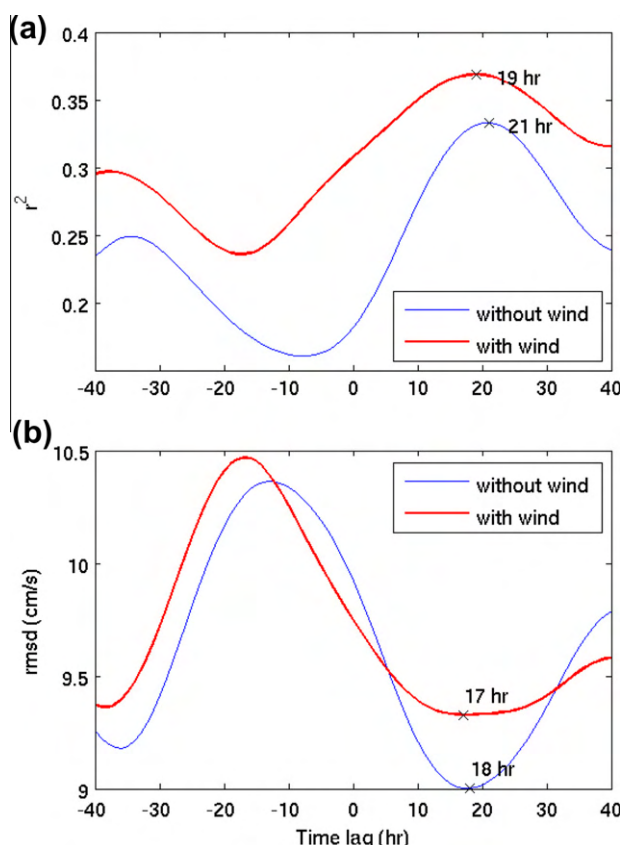 (a)
0.4
0.35
0.3
0.25
0.2
r²
19 hr
21 hr
without wind
with wind
-40 -30 -20 -10 0 10 20 30 40
(b)
10.5
10
9.5
9
rmsd (cm/s)
without wind
with wind
17 hr
18 hr
-40 -30 -20 -10 0 10 20 30 40
Time lag (hr)